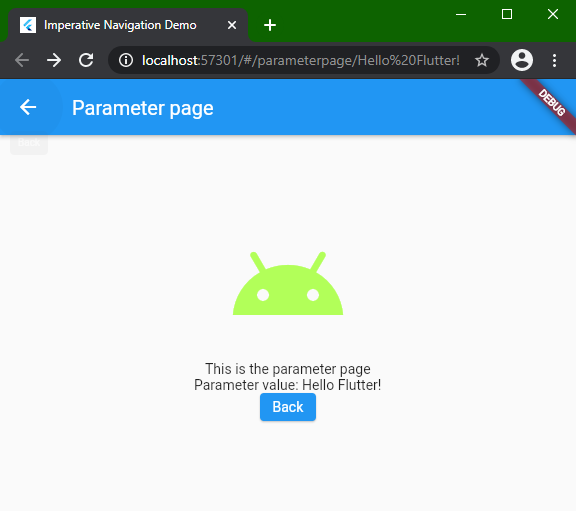 Imperative Navigation Demo
localhost:57301/#/parameterpage/Hello%20Flutter!
Parameter page
DEBUG
Back
This is the parameter page
Parameter value: Hello Flutter!
Back